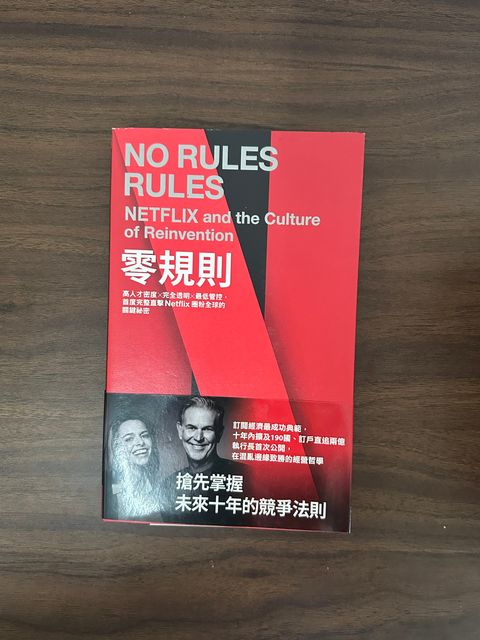 NO RULES
RULES
NETFLIX and the Culture
of Reinvention
零規則
高人才密度×完全透明×最低管控，
首度完整直擊Netflix圈粉全球的
關鍵祕密
訂閱經濟最成功典範，
十年內擴及190國、訂戶直追兩億
執行長首次公開，
在混亂邊緣致勝的經營哲學
搶先掌握
未來十年的競爭法則